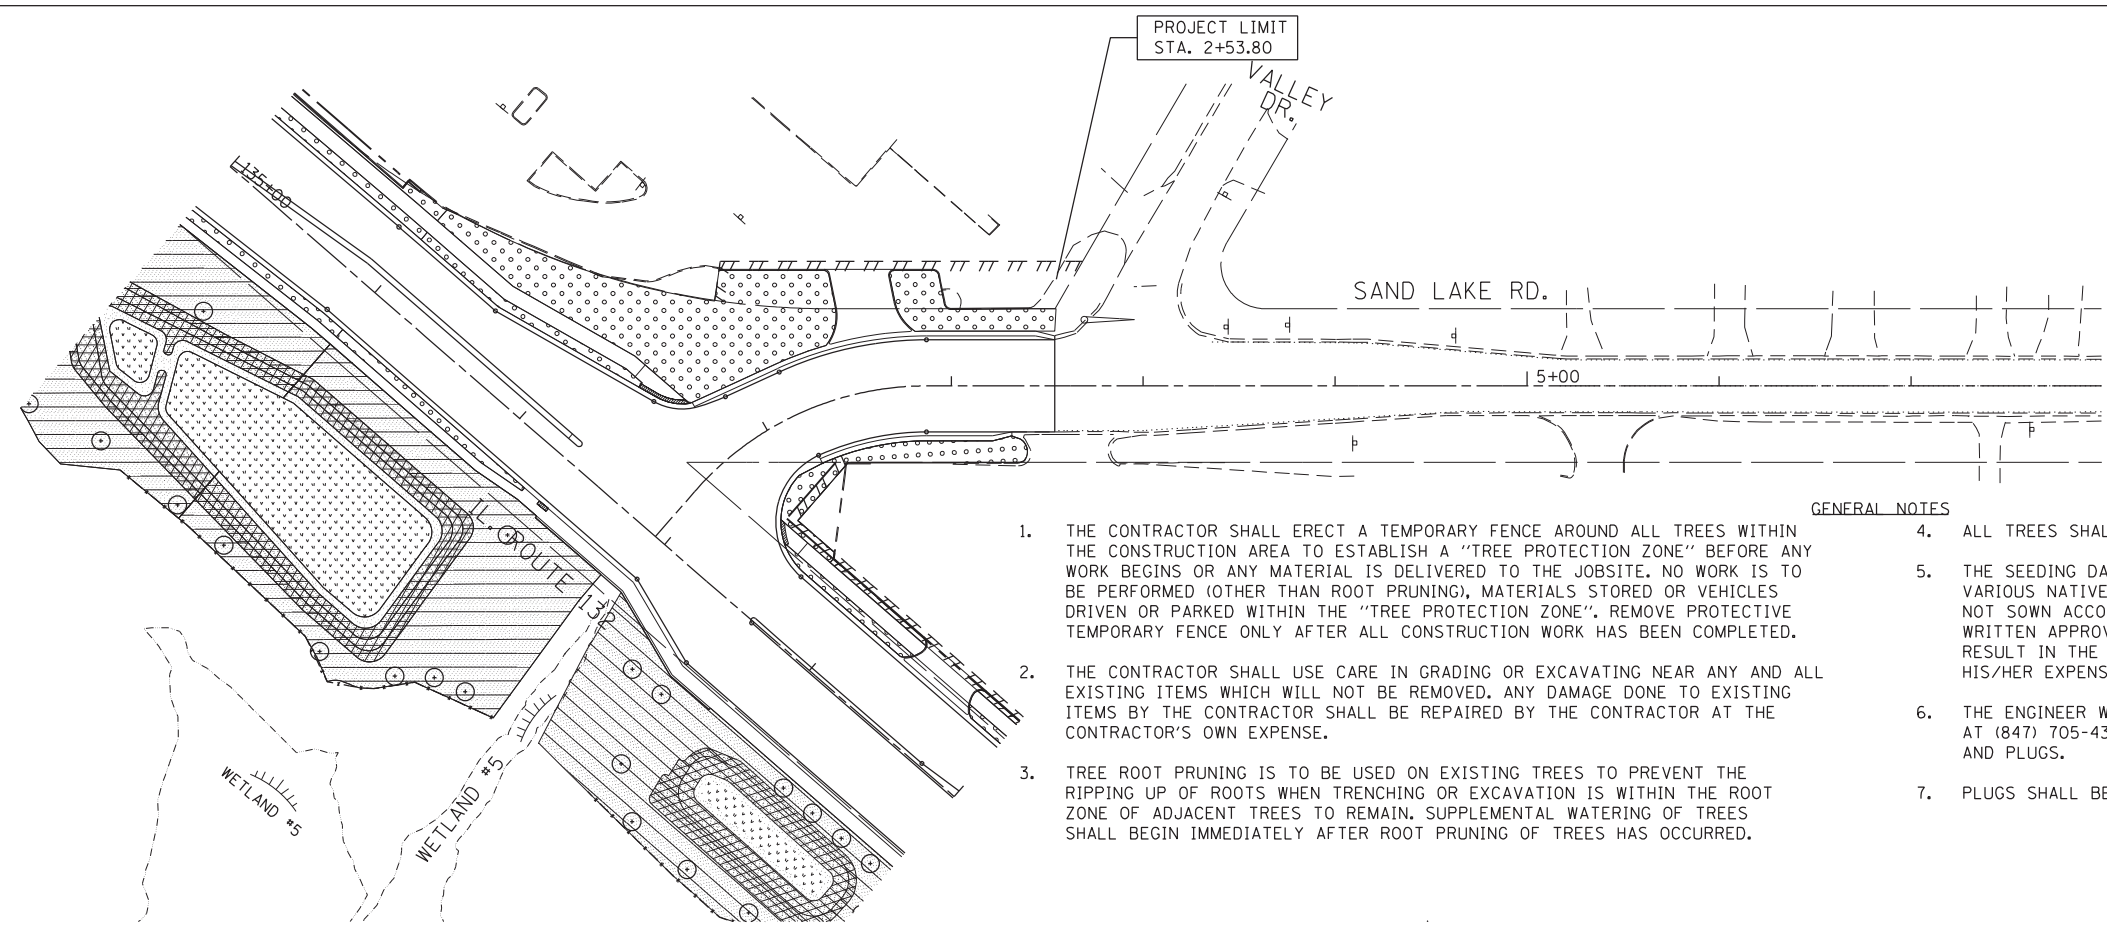 PROJECT LIMIT
STA. 2+53.80
VALLEY
DR.
135+00
SAND LAKE RD.
5+00
IL. ROUTE 132
WETLAND #5
WETLAND #5
GENERAL NOTES
1. THE CONTRACTOR SHALL ERECT A TEMPORARY FENCE AROUND ALL TREES WITHIN
THE CONSTRUCTION AREA TO ESTABLISH A "TREE PROTECTION ZONE" BEFORE ANY
WORK BEGINS OR ANY MATERIAL IS DELIVERED TO THE JOBSITE. NO WORK IS TO
BE PERFORMED (OTHER THAN ROOT PRUNING), MATERIALS STORED OR VEHICLES
DRIVEN OR PARKED WITHIN THE "TREE PROTECTION ZONE". REMOVE PROTECTIVE
TEMPORARY FENCE ONLY AFTER ALL CONSTRUCTION WORK HAS BEEN COMPLETED.
2. THE CONTRACTOR SHALL USE CARE IN GRADING OR EXCAVATING NEAR ANY AND ALL
EXISTING ITEMS WHICH WILL NOT BE REMOVED. ANY DAMAGE DONE TO EXISTING
ITEMS BY THE CONTRACTOR SHALL BE REPAIRED BY THE CONTRACTOR AT THE
CONTRACTOR'S OWN EXPENSE.
3. TREE ROOT PRUNING IS TO BE USED ON EXISTING TREES TO PREVENT THE
RIPPING UP OF ROOTS WHEN TRENCHING OR EXCAVATION IS WITHIN THE ROOT
ZONE OF ADJACENT TREES TO REMAIN. SUPPLEMENTAL WATERING OF TREES
SHALL BEGIN IMMEDIATELY AFTER ROOT PRUNING OF TREES HAS OCCURRED.
4. ALL TREES SHAL
5. THE SEEDING DA
VARIOUS NATIVE
NOT SOWN ACCO
WRITTEN APPROV
RESULT IN THE
HIS/HER EXPENS
6. THE ENGINEER W
AT (847) 705-43
AND PLUGS.
7. PLUGS SHALL BE